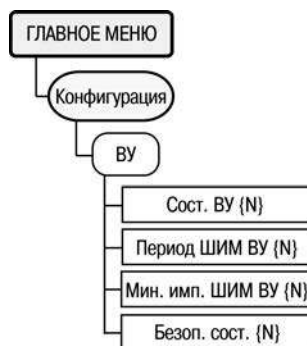 ГЛАВНОЕ МЕНЮ
Конфигурация
ВУ
Сост. ВУ {N}
Период ШИМ ВУ {N}
Мин. имп. ШИМ ВУ {N}
Безоп. сост. {N}